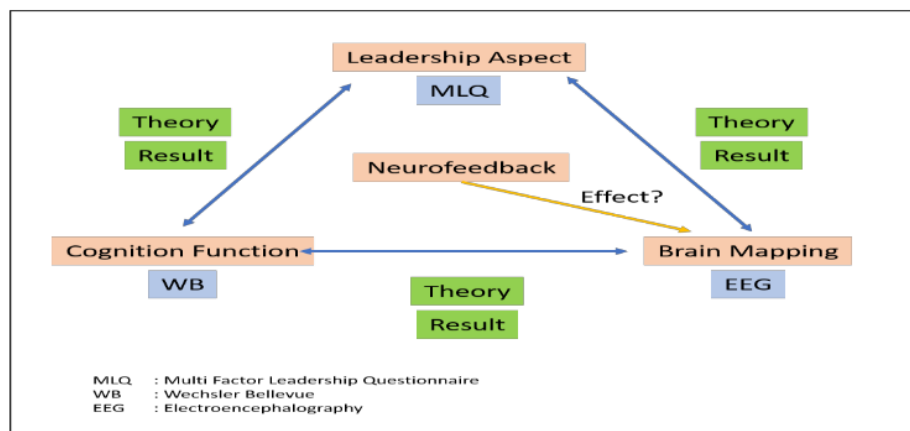 Leadership Aspect
MLQ
Theory
Result
Theory
Result
Neurofeedback
Effect?
Cognition Function
WB
Brain Mapping
EEG
Theory
Result
MLQ : Multi Factor Leadership Questionnaire
WB : Wechsler Bellevue
EEG : Electroencephalography